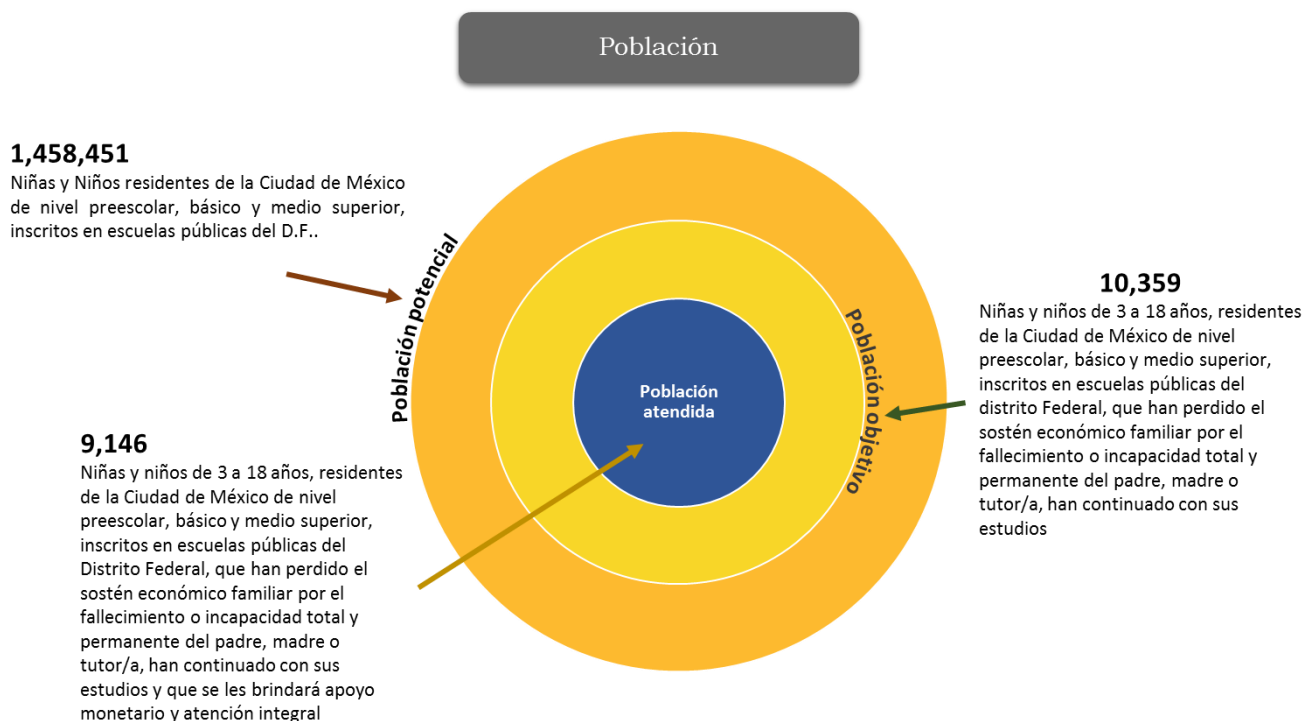 Población
1,458,451
Niñas y Niños residentes de la Ciudad de México
de nivel preescolar, básico y medio superior,
inscritos en escuelas públicas del D.F..
Población potencial
Población
atendida
Población objetivo
10,359
Niñas y niños de 3 a 18 años, residentes
de la Ciudad de México de nivel
preescolar, básico y medio superior,
inscritos en escuelas públicas del
distrito Federal, que han perdido el
sostén económico familiar por el
fallecimiento o incapacidad total y
permanente del padre, madre o
tutor/a, han continuado con sus
estudios
9,146
Niñas y niños de 3 a 18 años, residentes
de la Ciudad de México de nivel
preescolar, básico y medio superior,
inscritos en escuelas públicas del
Distrito Federal, que han perdido el
sostén económico familiar por el
fallecimiento o incapacidad total y
permanente del padre, madre o
tutor/a, han continuado con sus
estudios y que se les brindará apoyo
monetario y atención integral